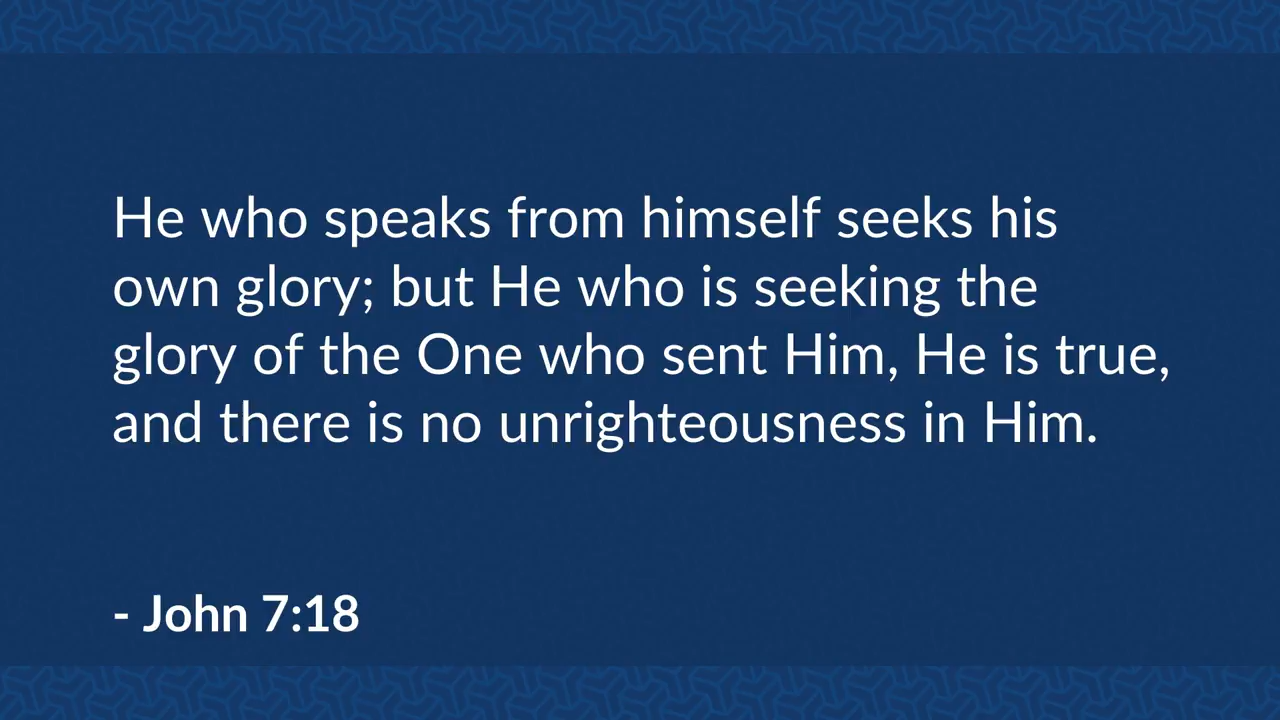 He who speaks from himself seeks his
own glory; but He who is seeking the
glory of the One who sent Him, He is true,
and there is no unrighteousness in Him.
- John 7:18